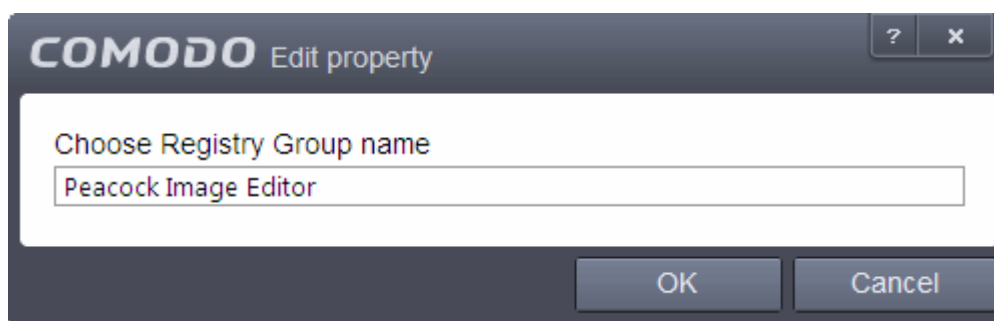 COMODO Edit property
? ×
Choose Registry Group name
Peacock Image Editor
OK Cancel